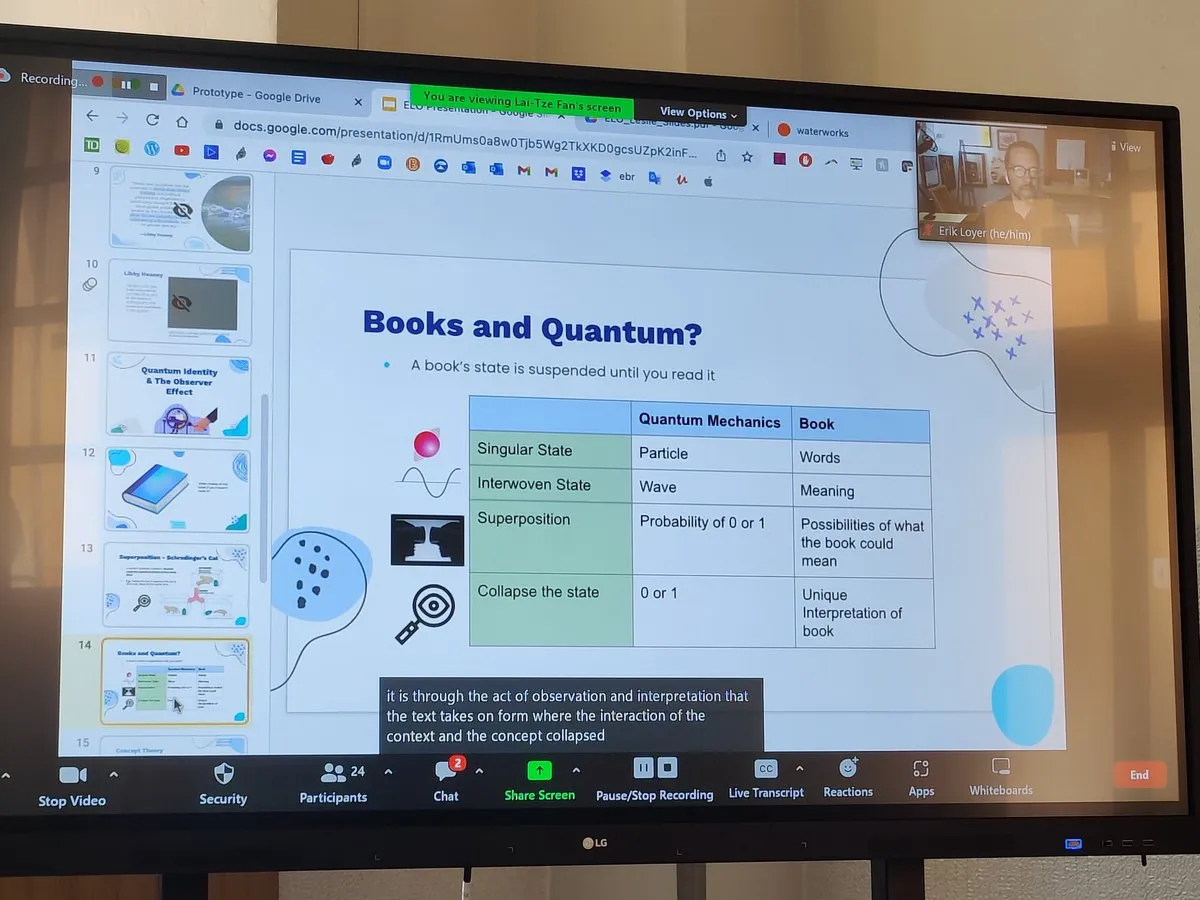 Recording...
Prototype - Google Drive
You are viewing Lai-Tze Fan's screen
View Options
waterworks
docs.google.com/presentation/d/1RmUms0a8w0Tjb5Wg2TkXKD0gcsUZpK2inF...
TD
ebr
View
Erik Loyer (he/him)
9
10
Libby Heaney
11
Quantum Identity
& The Observer
Effect
12
13
Superposition - Schrodinger's Cat
14
Books and Quantum?
15
Concept Theory
Books and Quantum?
A book's state is suspended until you read it
Quantum Mechanics Book
Singular State Particle Words
Interwoven State Wave Meaning
Superposition Probability of 0 or 1 Possibilities of what
the book could
mean
Collapse the state 0 or 1 Unique
Interpretation of
book
it is through the act of observation and interpretation that
the text takes on form where the interaction of the
context and the concept collapsed
Stop Video
Security
24
Participants
2
Chat
Share Screen
Pause/Stop Recording
CC
Live Transcript
Reactions
Apps
Whiteboards
End
LG